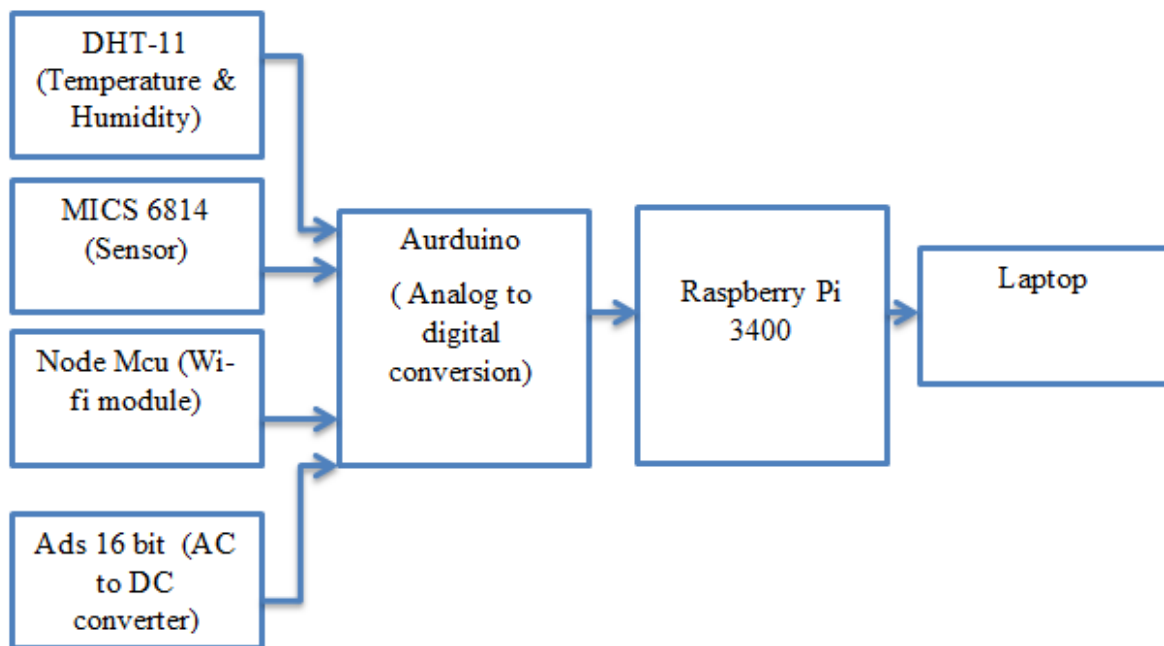 DHT-11
(Temperature &
Humidity)
MICS 6814
(Sensor)
Node Mcu (Wi-
fi module)
Ads 16 bit  (AC
to DC
converter)
Aurduino
( Analog to
digital
conversion)
Raspberry Pi
3400
Laptop